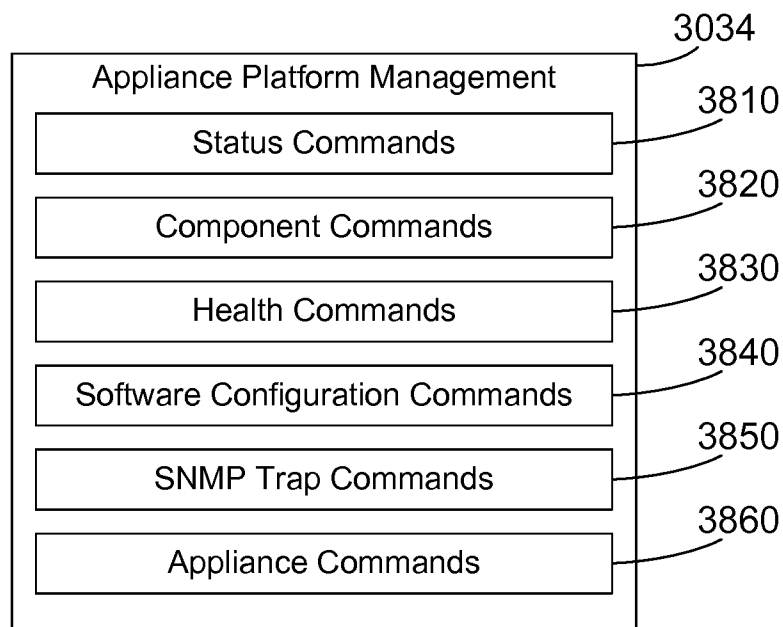 3034
Appliance Platform Management
3810
Status Commands
3820
Component Commands
3830
Health Commands
3840
Software Configuration Commands
3850
SNMP Trap Commands
3860
Appliance Commands